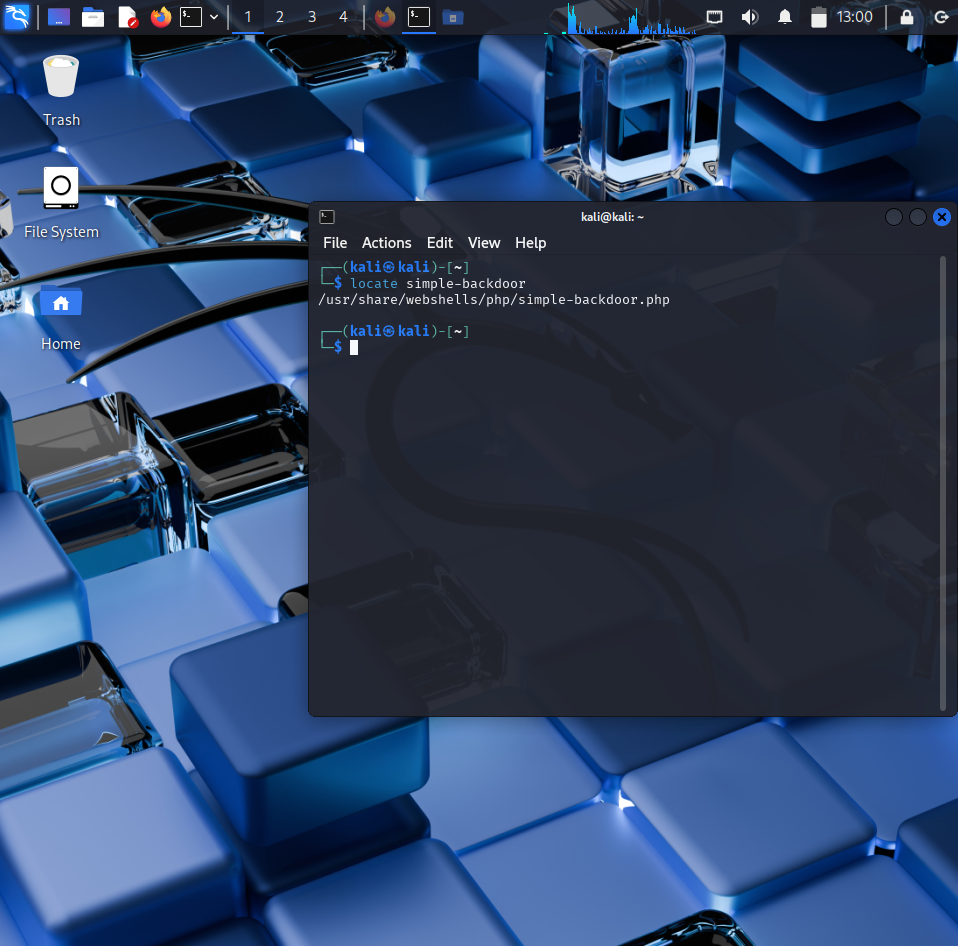 1 2 3 4 13:00
Trash
File System
Home
kali@kali: ~
File Actions Edit View Help
┌──(kali㉿kali)-[~]
└─$ locate simple-backdoor
/usr/share/webshells/php/simple-backdoor.php
┌──(kali㉿kali)-[~]
└─$